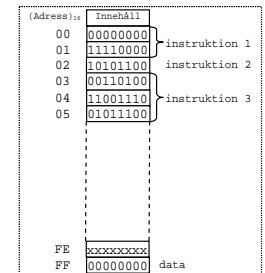 (Adress)₁₆ Innehåll
00 00000000
01 11110000 instruktion 1
02 10101100 instruktion 2
03 00110100
04 11001110 instruktion 3
05 01011100
FE xxxxxxxx
FF 00000000 data